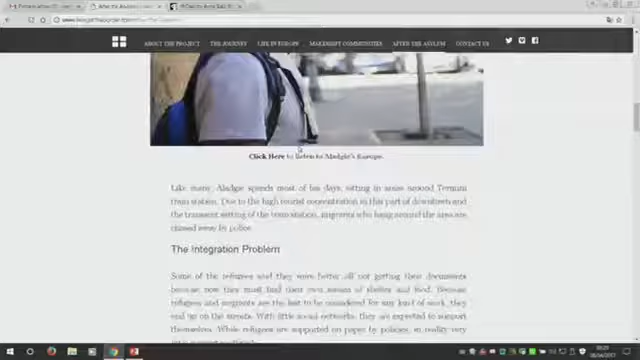 ABOUT THE PROJECT THE JOURNEY LIFE IN EUROPE MAKESHIFT COMMUNITIES AFTER THE ASYLUM CONTACT US
Click Here to listen to Aladgie's Europe.
Like many, Aladgie spends most of his days, sitting in areas around Termini
train station. Due to the high tourist concentration in this part of downtown and
the transient setting of the train station, migrants who hang around the area are
chased away by police.
The Integration Problem
Some of the refugees said they were better off not getting their documents
because now they must find their own means of shelter and food. Because
refugees and migrants are the last to be considered for any kind of work, they
end up on the streets. With little social networks, they are expected to support
themselves. While refugees are supported on paper by policies, in reality very